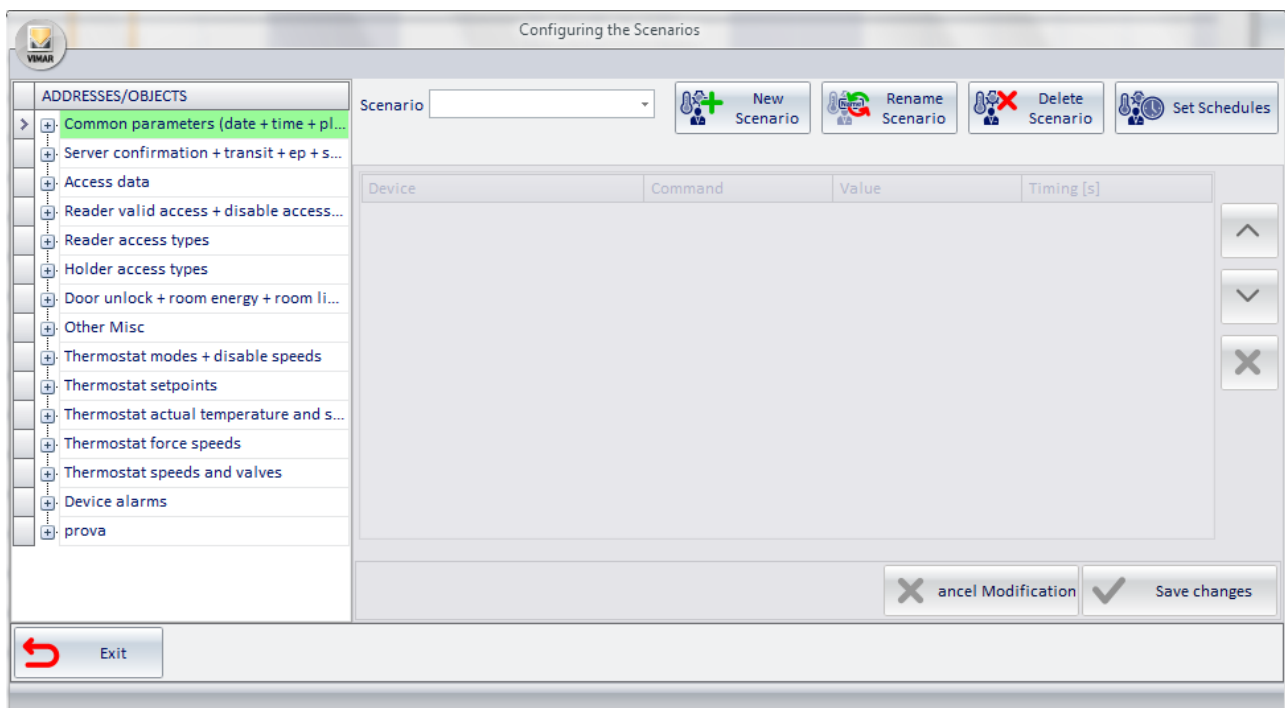 Configuring the Scenarios
VIMAR
ADDRESSES/OBJECTS
Common parameters (date + time + pl...
Server confirmation + transit + ep + s...
Access data
Reader valid access + disable access...
Reader access types
Holder access types
Door unlock + room energy + room li...
Other Misc
Thermostat modes + disable speeds
Thermostat setpoints
Thermostat actual temperature and s...
Thermostat force speeds
Thermostat speeds and valves
Device alarms
prova
Scenario
New
Scenario
Name
Rename
Scenario
Delete
Scenario
Set Schedules
Device Command Value Timing [s]
ancel Modification
Save changes
Exit